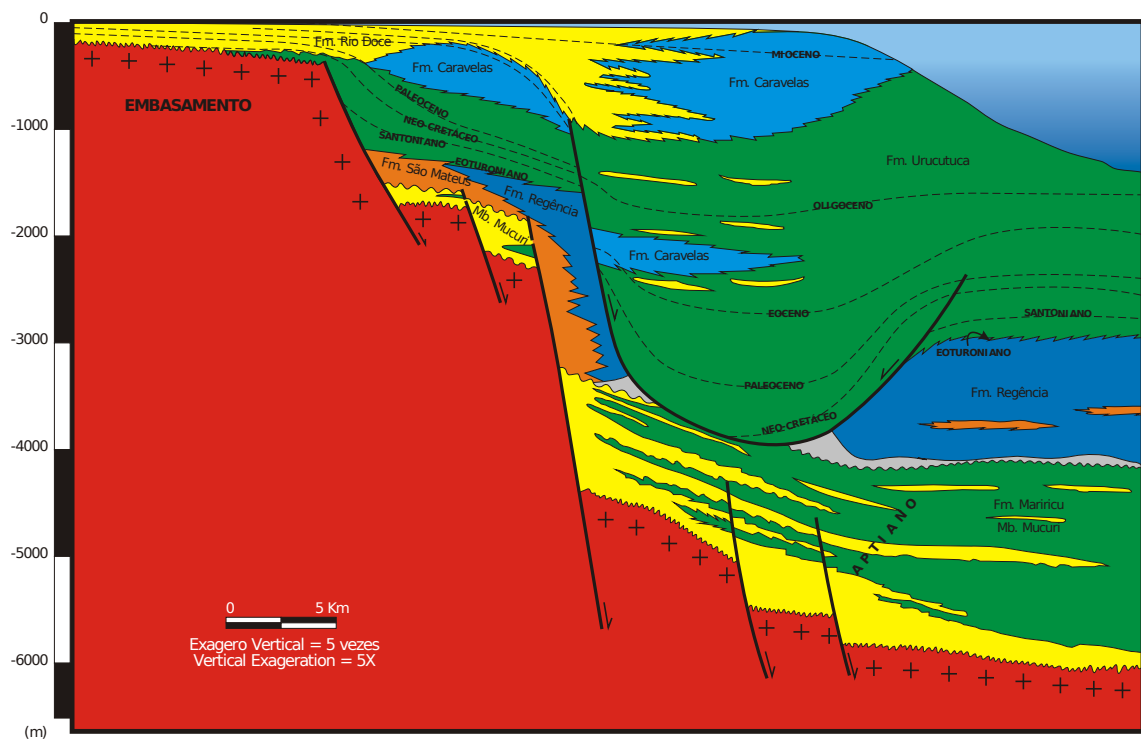 0
Fm. Rio Doce
MIOCENO
Fm. Caravelas
Fm. Caravelas
PALEOCENO
EMBASAMENTO
-1000
NEO-CRETÁCEO
SANTONIANO
EOTURONIANO
Fm. Urucutuca
Fm. São Mateus
Fm. Regência
OLIGOCENO
Mb. Mucuri
-2000
Fm. Caravelas
EOCENO
SANTONIANO
-3000
EOTURONIANO
PALEOCENO
Fm. Regência
NEO-CRETÁCEO
-4000
Fm. Mariricu
Mb. Mucuri
APTIANO
-5000
0 5 Km
Exagero Vertical = 5 vezes
Vertical Exageration = 5X
-6000
(m)